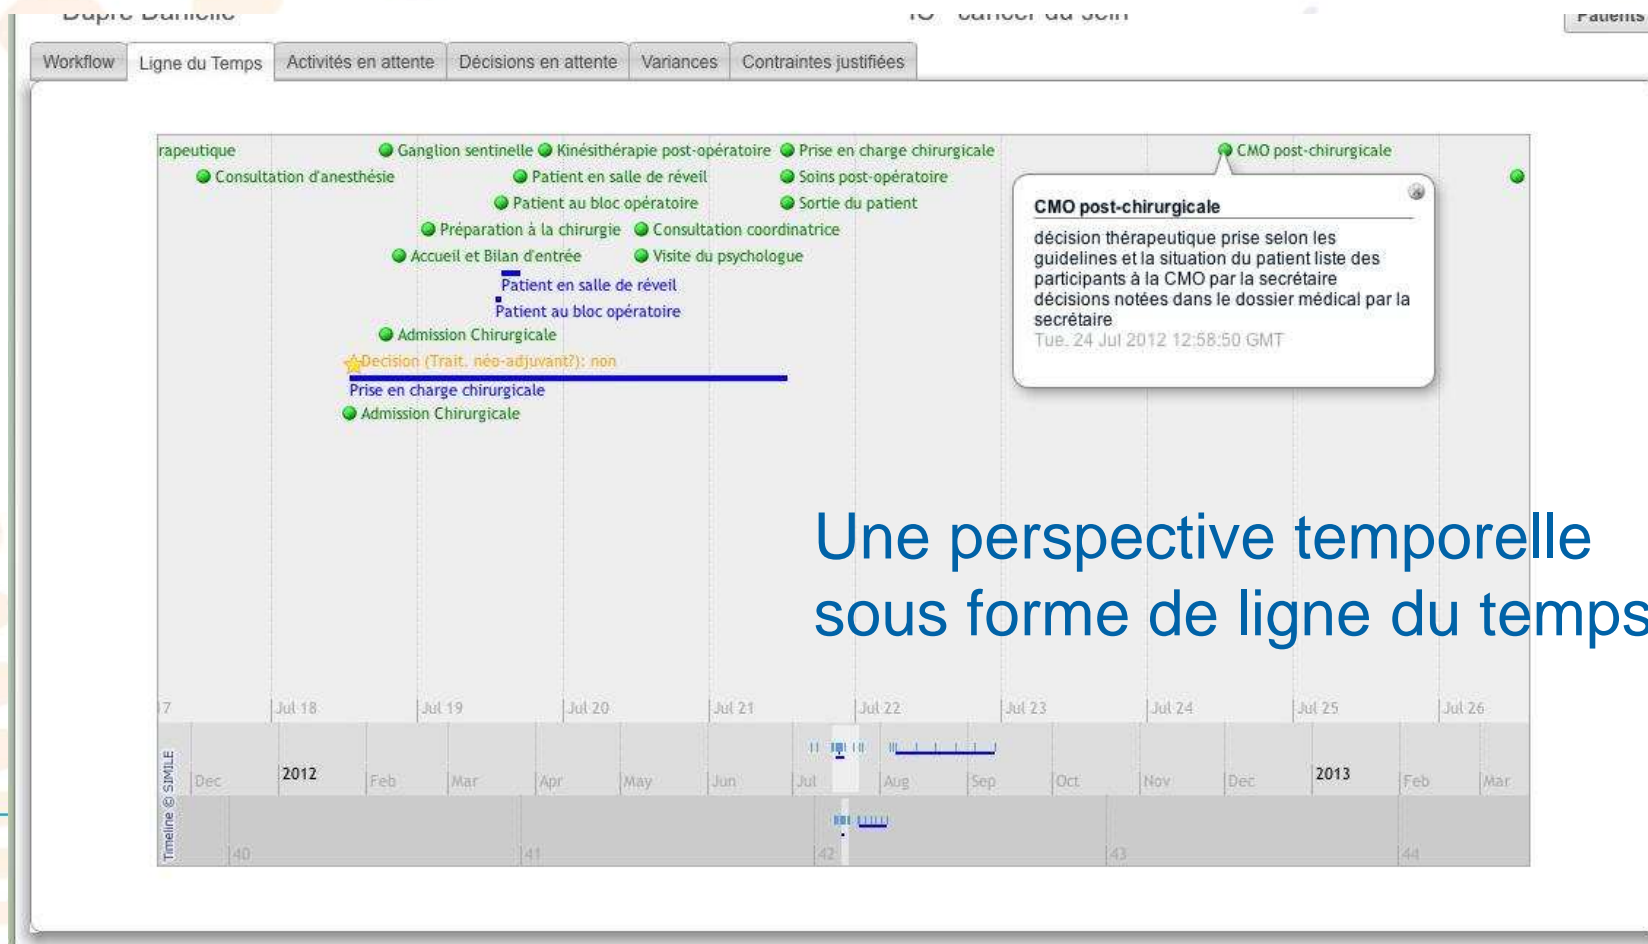 Dupré Danielle
cancer du sein
Patients
Workflow
Ligne du Temps
Activités en attente
Décisions en attente
Variances
Contraintes justifiées
rapeutique
Ganglion sentinelle
Kinésithérapie post-opératoire
Prise en charge chirurgicale
CMO post-chirurgicale
Consultation d'anesthésie
Patient en salle de réveil
Soins post-opératoire
Patient au bloc opératoire
Sortie du patient
Préparation à la chirurgie
Consultation coordinatrice
Accueil et Bilan d'entrée
Visite du psychologue
Patient en salle de réveil
Patient au bloc opératoire
Admission Chirurgicale
Decision (Trait. néo-adjuvant?): non
Prise en charge chirurgicale
Admission Chirurgicale
CMO post-chirurgicale
décision thérapeutique prise selon les
guidelines et la situation du patient liste des
participants à la CMO par la secrétaire
décisions notées dans le dossier médical par la
secrétaire
Tue, 24 Jul 2012 12:58:50 GMT
Une perspective temporelle
sous forme de ligne du temps
7 Jul 18 Jul 19 Jul 20 Jul 21 Jul 22 Jul 23 Jul 24 Jul 25 Jul 26
Dec 2012 Feb Mar Apr May Jun Jul Aug Sep Oct Nov Dec 2013 Feb Mar
40 41 42 43 44
Timeline © SIMILE